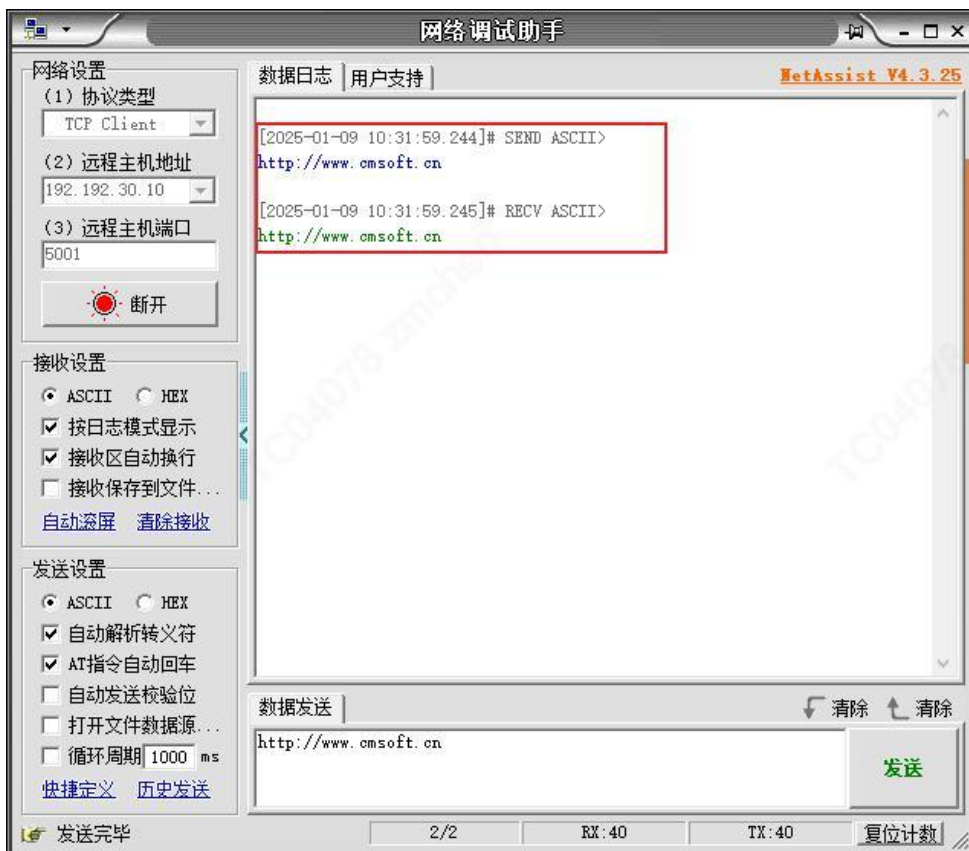 网络调试助手
网络设置
(1) 协议类型
TCP Client
(2) 远程主机地址
192.192.30.10
(3) 远程主机端口
5001
断开
接收设置
ASCII HEX
按日志模式显示
接收区自动换行
接收保存到文件...
自动滚屏 清除接收
发送设置
ASCII HEX
自动解析转义符
AT指令自动回车
自动发送校验位
打开文件数据源...
循环周期 1000 ms
快捷定义 历史发送
数据日志 用户支持
NetAssist V4.3.25
[2025-01-09 10:31:59.244]# SEND ASCII>
http://www.cmsoft.cn
[2025-01-09 10:31:59.245]# RECV ASCII>
http://www.cmsoft.cn
TC04078 zmchen
TC04078
数据发送
清除 清除
http://www.cmsoft.cn
发送
发送完毕
2/2
RX:40
TX:40
复位计数